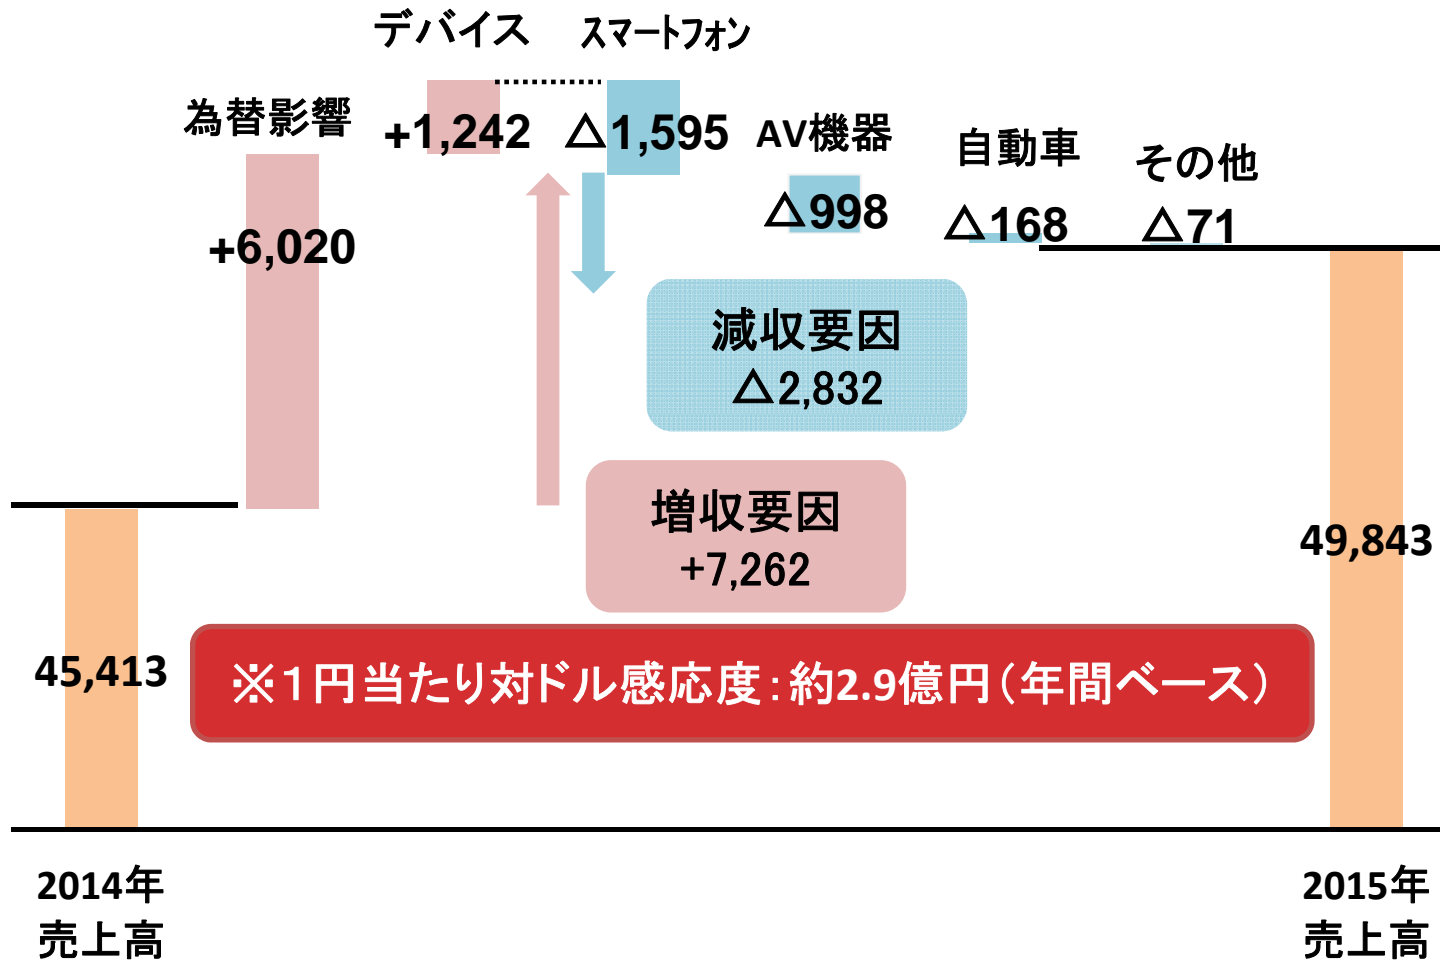 デバイス
スマートフォン
為替影響
+1,242
△1,595
AV機器
自動車
その他
+6,020
△998
△168
△71
減収要因
△2,832
増収要因
+7,262
45,413
49,843
※１円当たり対ドル感応度：約2.9億円（年間ベース）
2014年
売上高
2015年
売上高